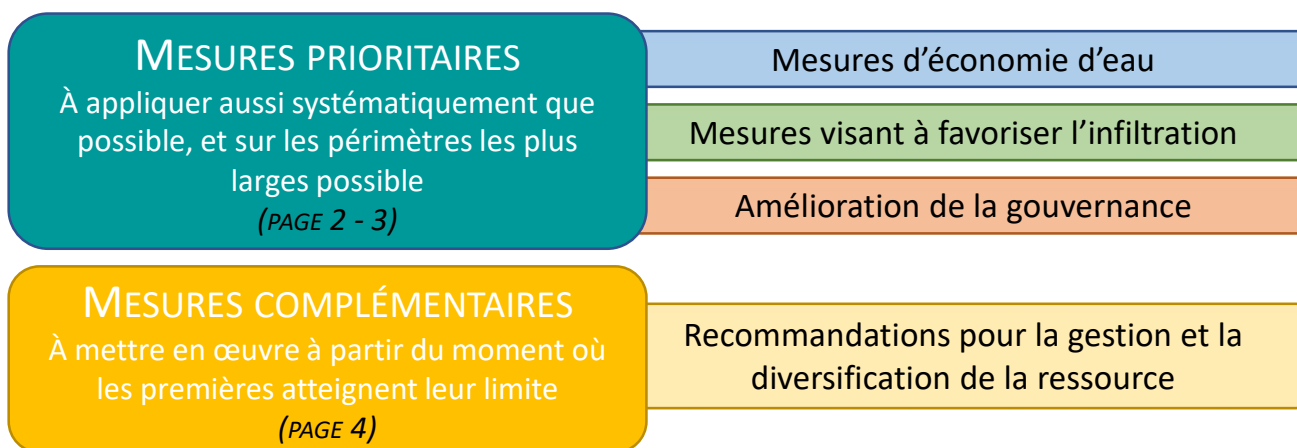 MESURES PRIORITAIRES
À appliquer aussi systématiquement que
possible, et sur les périmètres les plus
larges possible
(PAGE 2 - 3)
Mesures d’économie d’eau
Mesures visant à favoriser l’infiltration
Amélioration de la gouvernance
MESURES COMPLÉMENTAIRES
À mettre en œuvre à partir du moment où
les premières atteignent leur limite
(PAGE 4)
Recommandations pour la gestion et la
diversification de la ressource